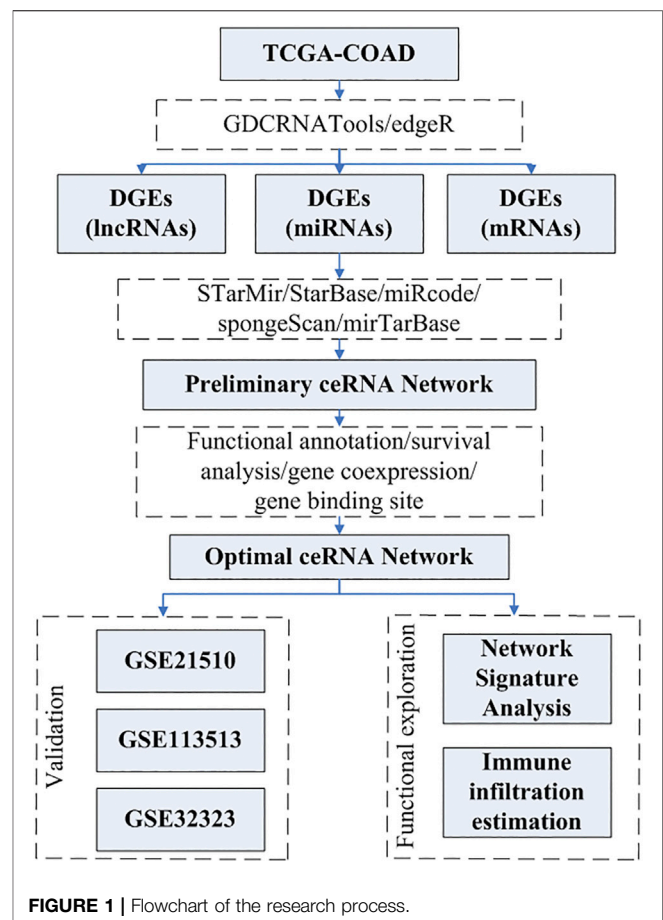 TCGA-COAD
GDCRNATools/edgeR
DGEs
(lncRNAs)
DGEs
(miRNAs)
DGEs
(mRNAs)
STarMir/StarBase/miRcode/
spongeScan/mirTarBase
Preliminary ceRNA Network
Functional annotation/survival
analysis/gene coexpression/
gene binding site
Optimal ceRNA Network
Validation
GSE21510
GSE113513
GSE32323
Functional exploration
Network
Signature
Analysis
Immune
infiltration
estimation
FIGURE 1 | Flowchart of the research process.